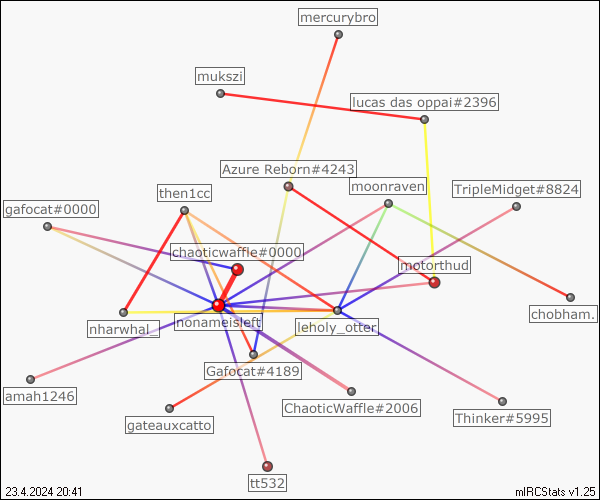 mercurybro
mukszi
lucas das oppai#2396
Azure Reborn#4243
moonraven
TripleMidget#8824
then1cc
gafocat#0000
chaoticwaffle#0000
motorthud
chobham.
nonameisleft
leholy_otter
nharwhal_
Gafocat#4189
amah1246
ChaoticWaffle#2006
Thinker#5995
gateauxcatto
tt532
23.4.2024 20:41
mIRCStats v1.25